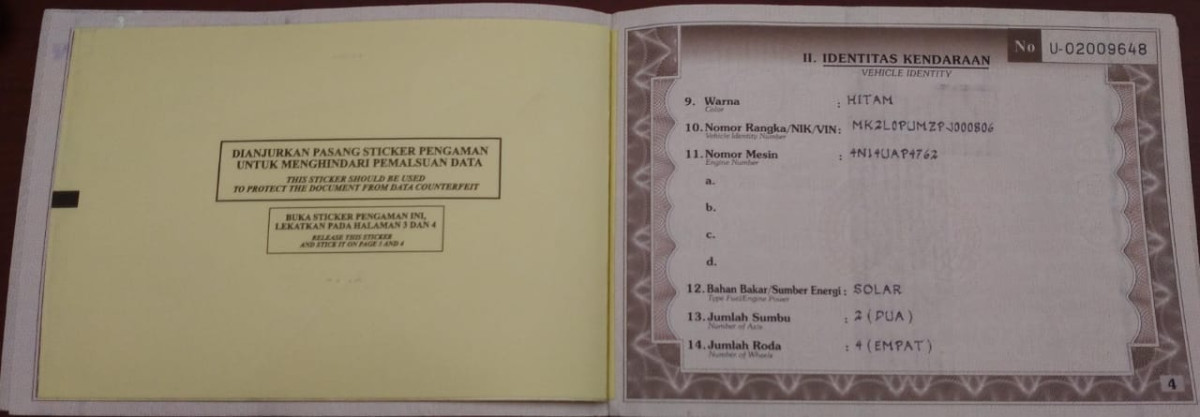 DIANJURKAN PASANG STICKER PENGAMAN
UNTUK MENGHINDARI PEMALSUAN DATA
THIS STICKER SHOULD BE USED
TO PROTECT THE DOCUMENT FROM DATA COUNTERFEIT
BUKA STICKER PENGAMAN INI,
LEKATKAN PADA HALAMAN 3 DAN 4
RELEASE THIS STICKER
AND STICK IT ON PAGE 3 AND 4
No U-02009648
II. IDENTITAS KENDARAAN
VEHICLE IDENTITY
9. Warna : HITAM
Color
10. Nomor Rangka/NIK/VIN : MK2L0PUMZPJ000806
Vehicle Identity Number
11. Nomor Mesin : 4N14UAP4762
Engine Number
a.
b.
c.
d.
12. Bahan Bakar/Sumber Energi : SOLAR
Type Fuel/Engine Power
13. Jumlah Sumbu : 2 (DUA)
Number of Axis
14. Jumlah Roda : 4 (EMPAT)
Number of Wheels
4